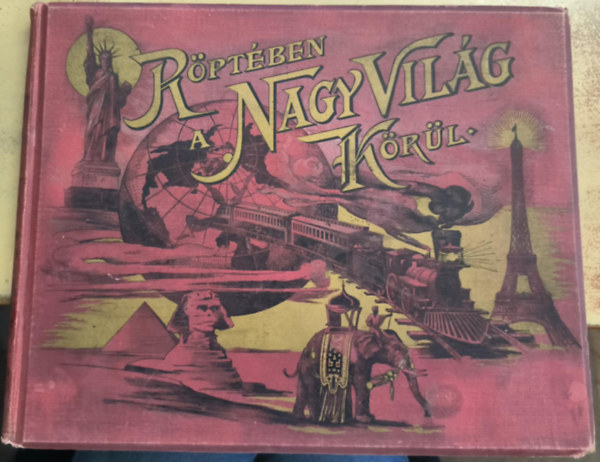 RÖPTÉBEN
A NAGY VILÁG
KÖRÜL.